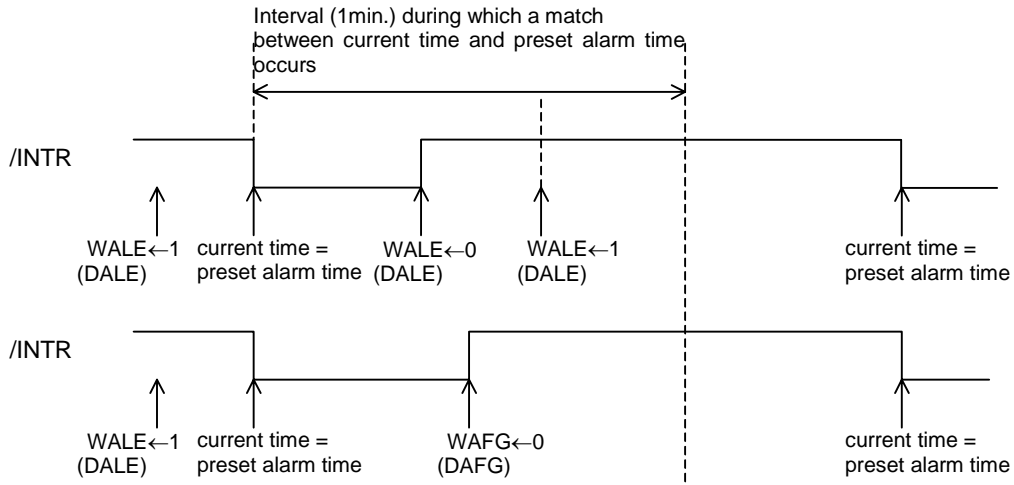 Interval (1min.) during which a match
between current time and preset alarm time
occurs
/INTR
WALE←1
(DALE)
current time =
preset alarm time
WALE←0
(DALE)
WALE←1
(DALE)
current time =
preset alarm time
/INTR
WALE←1
(DALE)
current time =
preset alarm time
WAFG←0
(DAFG)
current time =
preset alarm time